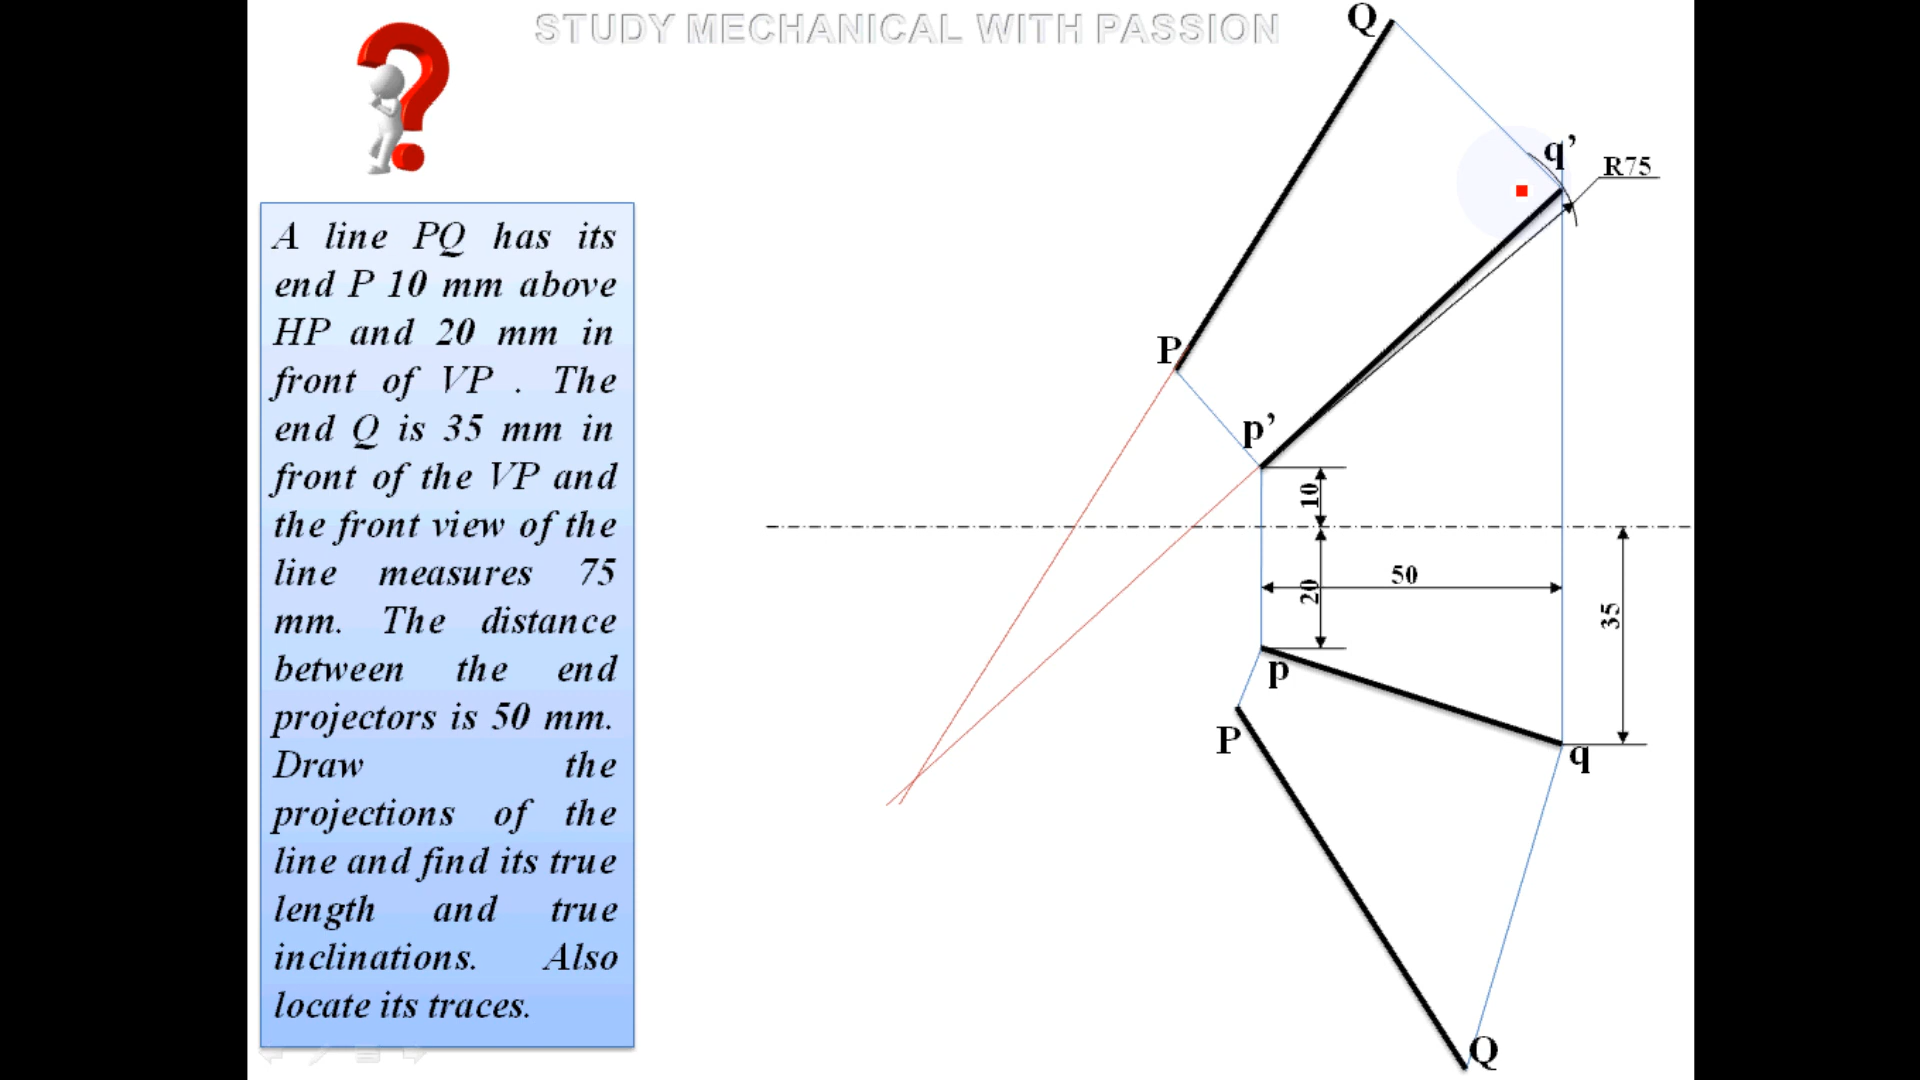 STUDY MECHANICAL WITH PASSION
A line PQ has its
end P 10 mm above
HP and 20 mm in
front of VP . The
end Q is 35 mm in
front of the VP and
the front view of the
line measures 75
mm. The distance
between the end
projectors is 50 mm.
Draw the
projections of the
line and find its true
length and true
inclinations. Also
locate its traces.
Q
q’
R75
P
p’
10
50
20
35
p
P
q
Q